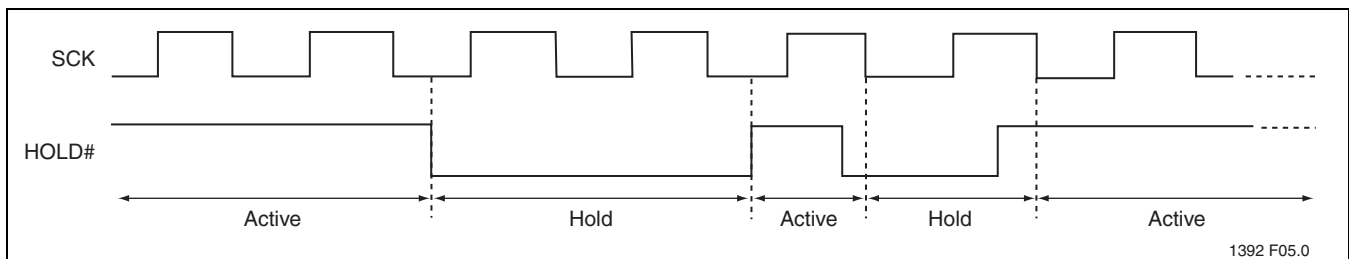 SCK
HOLD#
Active Hold Active Hold Active
1392 F05.0